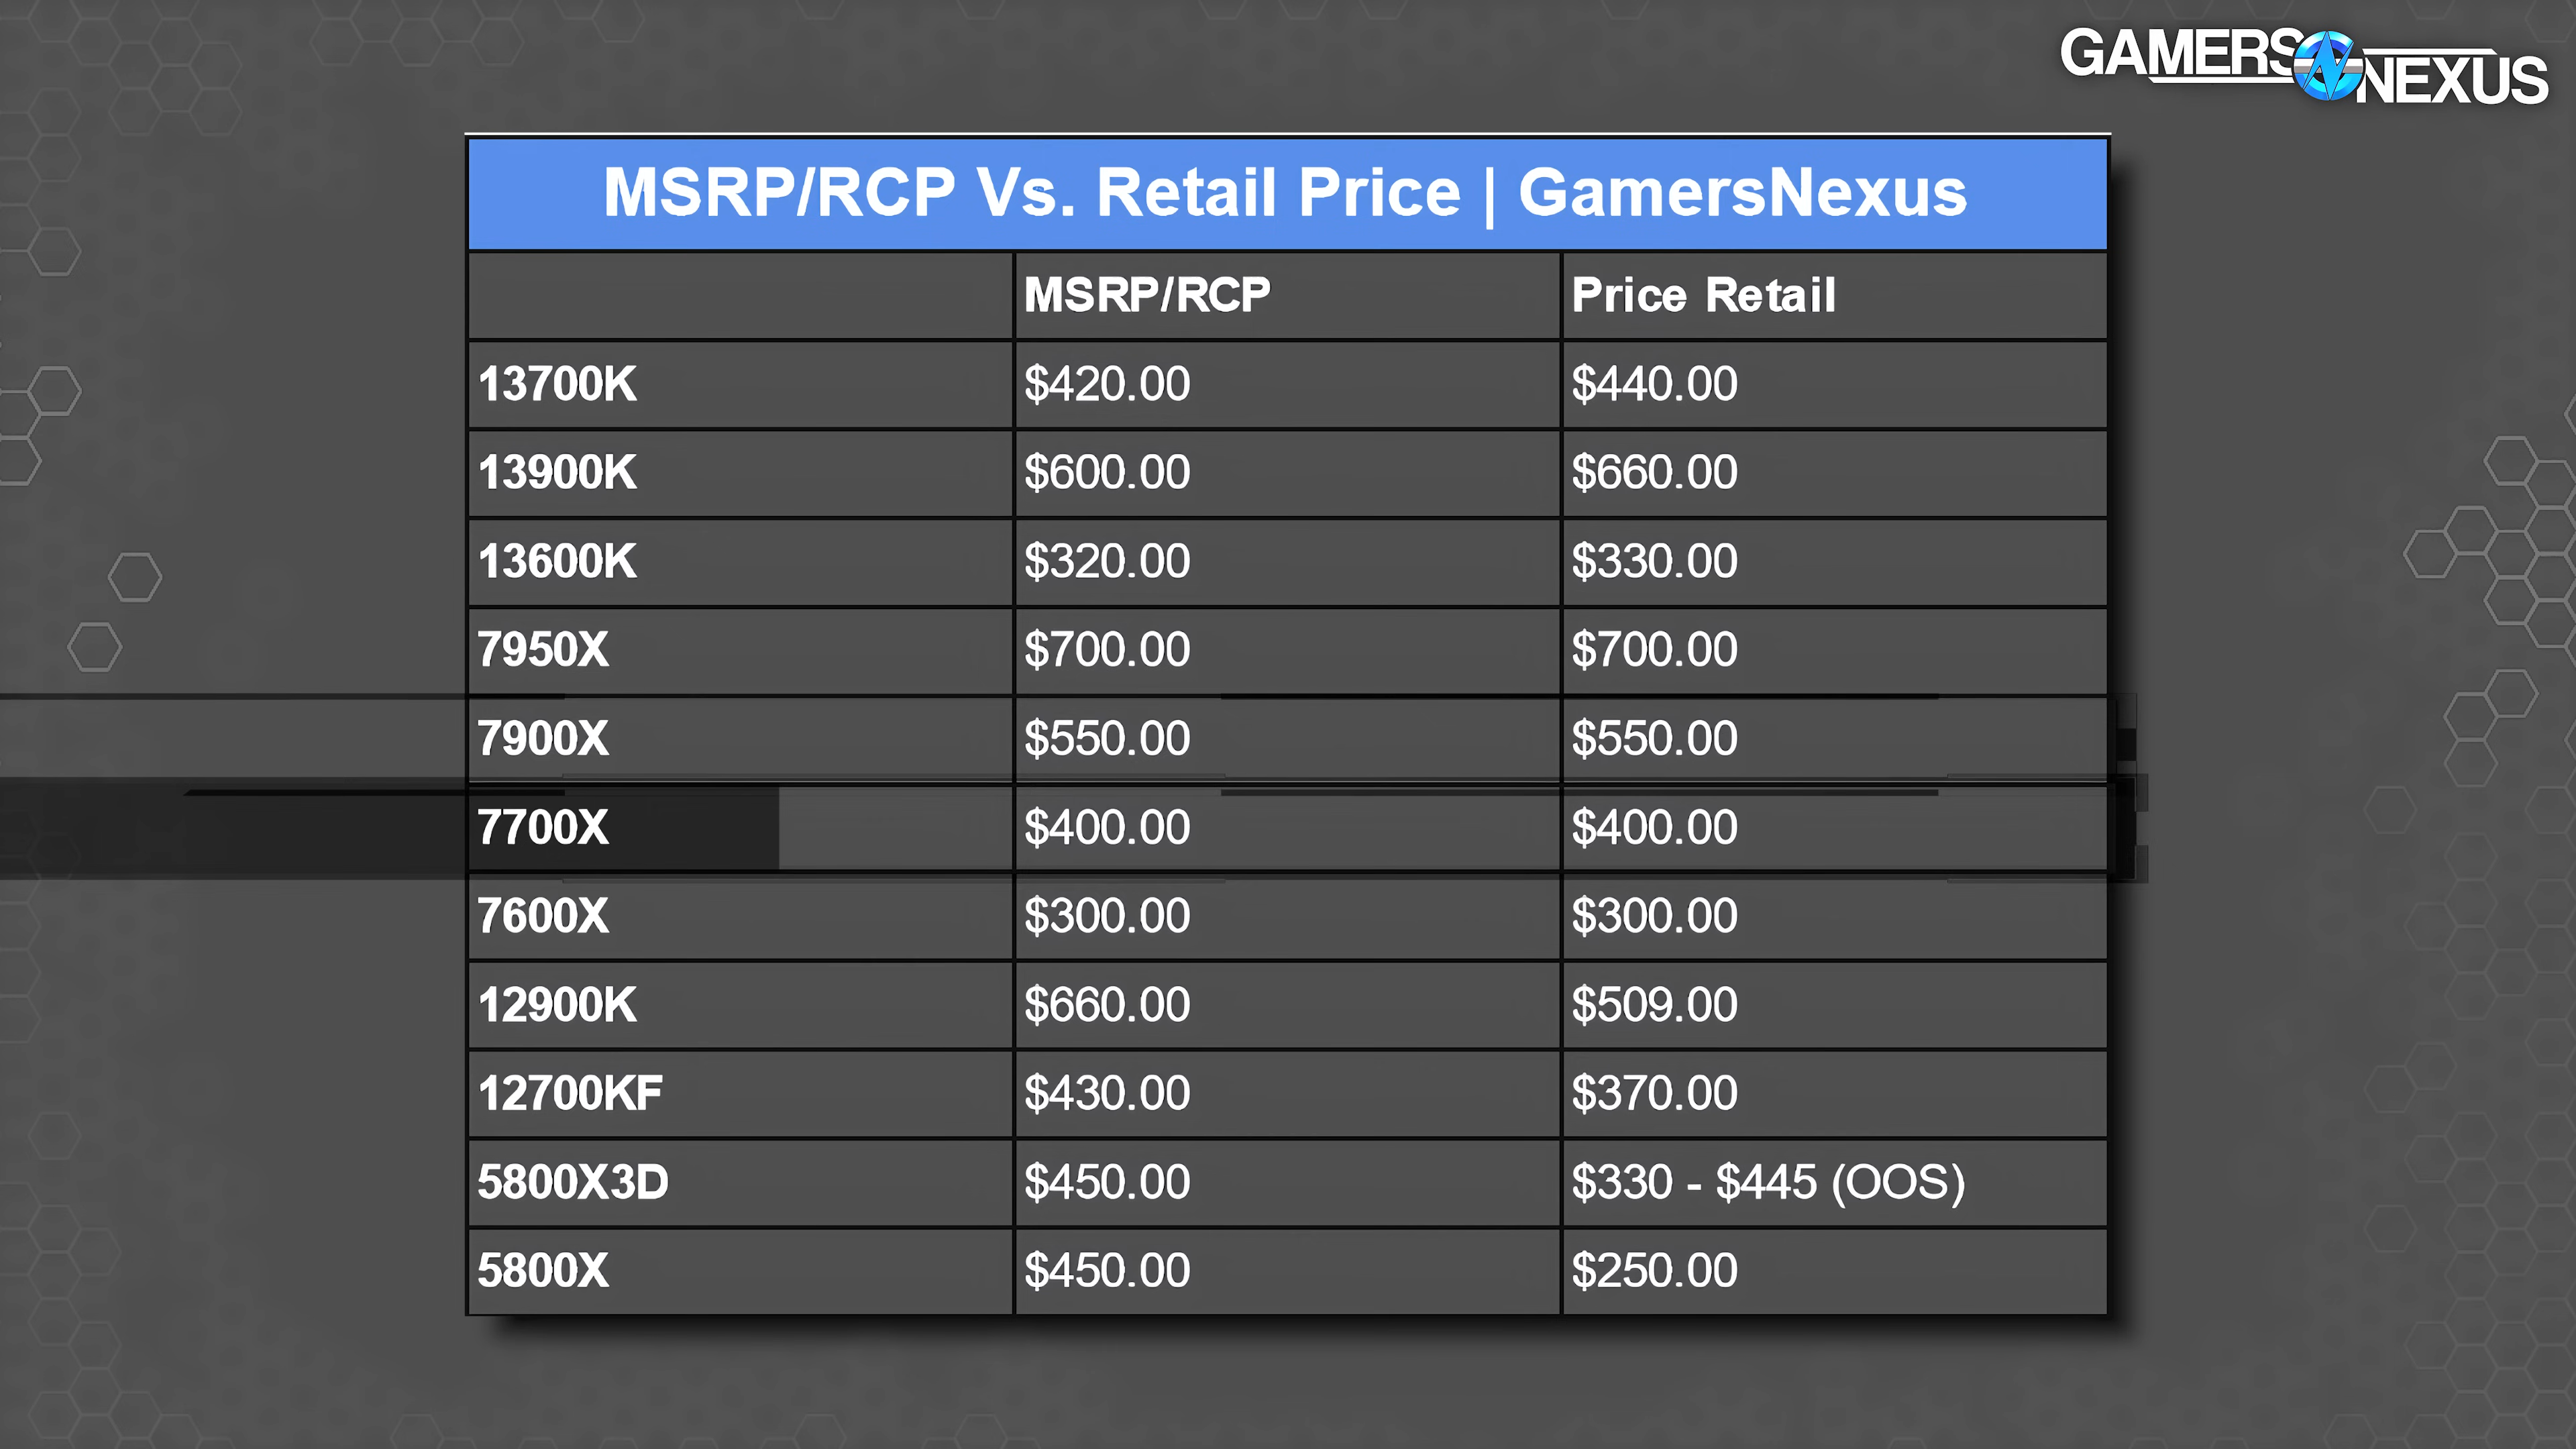 GAMERS NEXUS
MSRP/RCP Vs. Retail Price | GamersNexus
MSRP/RCP Price Retail
13700K $420.00 $440.00
13900K $600.00 $660.00
13600K $320.00 $330.00
7950X $700.00 $700.00
7900X $550.00 $550.00
7700X $400.00 $400.00
7600X $300.00 $300.00
12900K $660.00 $509.00
12700KF $430.00 $370.00
5800X3D $450.00 $330 - $445 (OOS)
5800X $450.00 $250.00